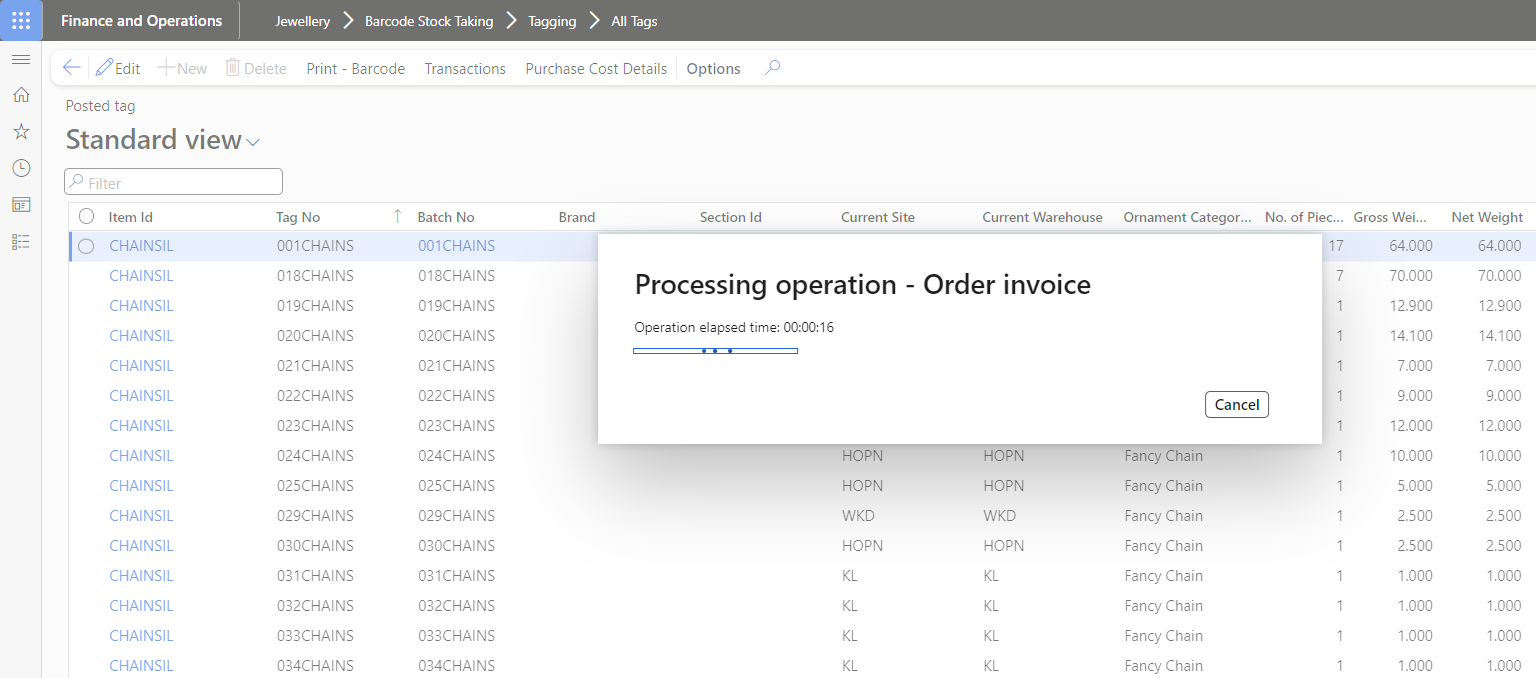 Finance and Operations Jewellery Barcode Stock Taking Tagging All Tags
Edit New Delete Print - Barcode Transactions Purchase Cost Details Options
Posted tag
Standard view
Filter
Item Id Tag No Batch No Brand Section Id Current Site Current Warehouse Ornament Categor... No. of Piec... Gross Wei... Net Weight
CHAINSIL 001CHAINS 001CHAINS 17 64.000 64.000
CHAINSIL 018CHAINS 018CHAINS 7 70.000 70.000
CHAINSIL 019CHAINS 019CHAINS 1 12.900 12.900
CHAINSIL 020CHAINS 020CHAINS 1 14.100 14.100
CHAINSIL 021CHAINS 021CHAINS 1 7.000 7.000
CHAINSIL 022CHAINS 022CHAINS 1 9.000 9.000
CHAINSIL 023CHAINS 023CHAINS 1 12.000 12.000
CHAINSIL 024CHAINS 024CHAINS HOPN HOPN Fancy Chain 1 10.000 10.000
CHAINSIL 025CHAINS 025CHAINS HOPN HOPN Fancy Chain 1 5.000 5.000
CHAINSIL 029CHAINS 029CHAINS WKD WKD Fancy Chain 1 2.500 2.500
CHAINSIL 030CHAINS 030CHAINS HOPN HOPN Fancy Chain 1 2.500 2.500
CHAINSIL 031CHAINS 031CHAINS KL KL Fancy Chain 1 1.000 1.000
CHAINSIL 032CHAINS 032CHAINS KL KL Fancy Chain 1 1.000 1.000
CHAINSIL 033CHAINS 033CHAINS KL KL Fancy Chain 1 1.000 1.000
CHAINSIL 034CHAINS 034CHAINS KL KL Fancy Chain 1 1.000 1.000
Processing operation - Order invoice
Operation elapsed time: 00:00:16
Cancel